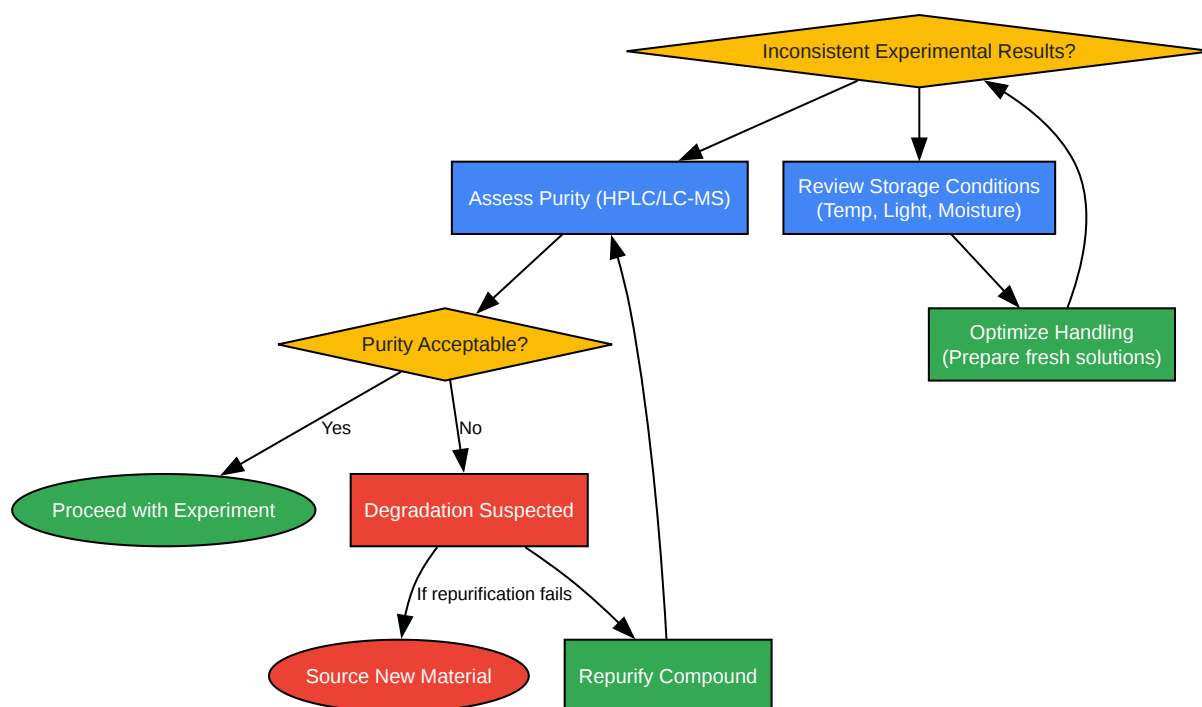 Inconsistent Experimental Results?
Assess Purity (HPLC/LC-MS)
Review Storage Conditions
(Temp, Light, Moisture)
Purity Acceptable?
Optimize Handling
(Prepare fresh solutions)
Yes
No
Proceed with Experiment
Degradation Suspected
If repurification fails
Source New Material
Repurify Compound